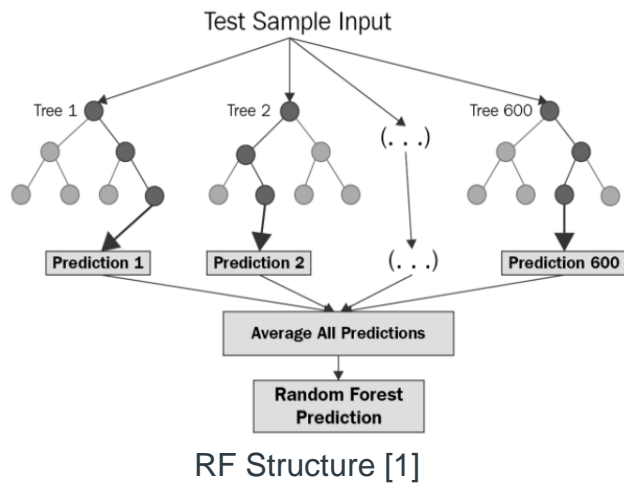 Test Sample Input
Tree 1
Tree 2
(. . .)
Tree 600
Prediction 1
Prediction 2
(. . .)
Prediction 600
Average All Predictions
Random Forest
Prediction
RF Structure [1]